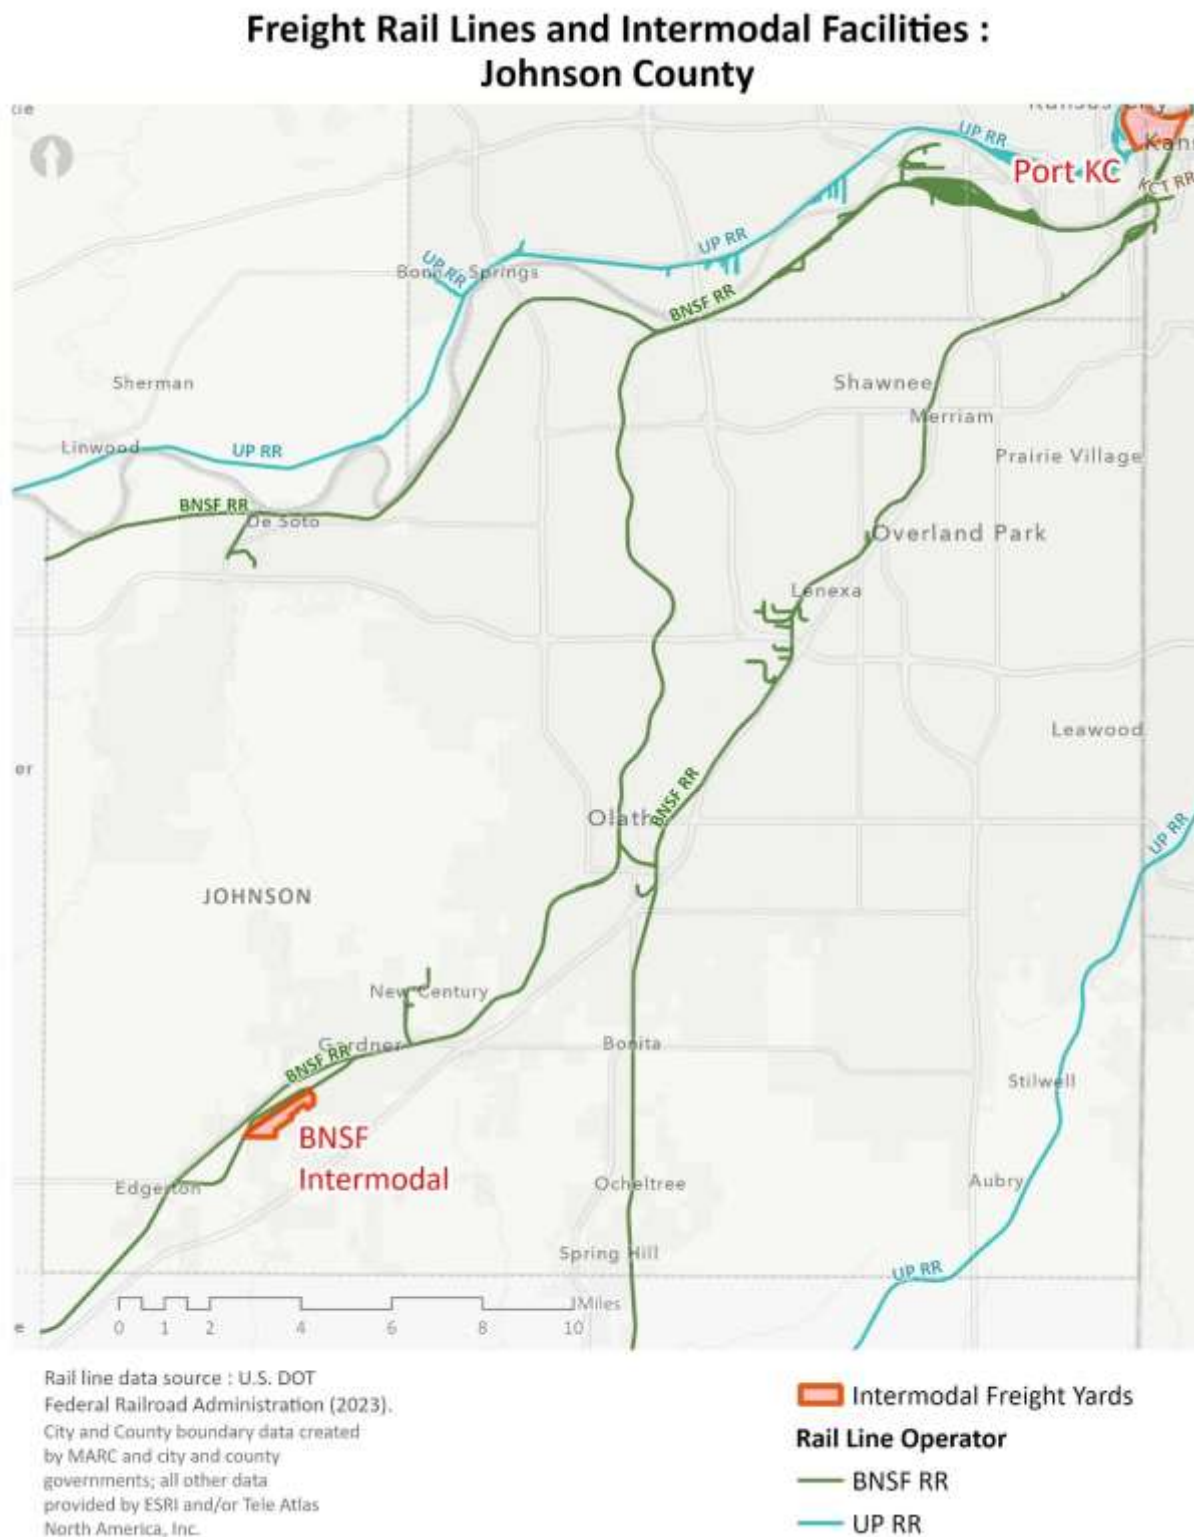 Freight Rail Lines and Intermodal Facilities :
Johnson County
UP RR
Port KC
KCT RR
UP RR
UP RR
Bonner Springs
BNSF RR
Sherman
Shawnee
Merriam
Linwood
UP RR
Prairie Village
BNSF RR
De Soto
Overland Park
Lenexa
Leawood
er
BNSF RR
Olath
UP RR
JOHNSON
New Century
Gardner
Bonita
BNSF RR
Stilwell
BNSF
Intermodal
Edgerton
Ocheltree
Aubry
Spring Hill
UP RR
Miles
0 1 2 4 6 8 10
e
Rail line data source : U.S. DOT
Federal Railroad Administration (2023).
City and County boundary data created
by MARC and city and county
governments; all other data
provided by ESRI and/or Tele Atlas
North America, Inc.
Intermodal Freight Yards
Rail Line Operator
BNSF RR
UP RR